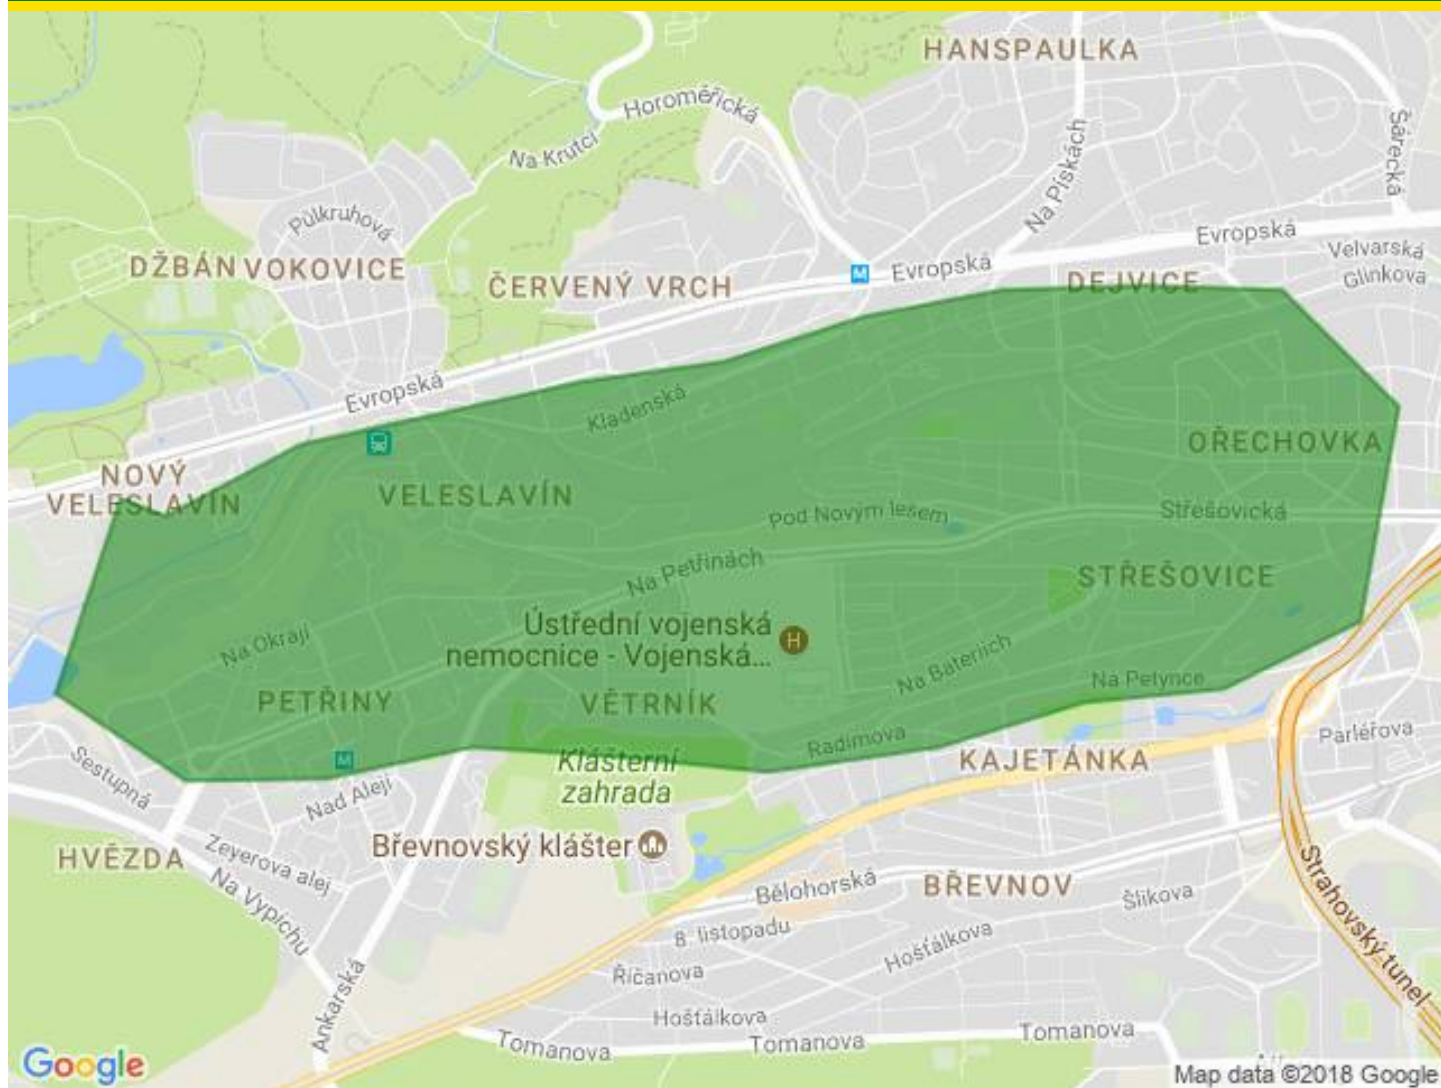 HANSPAULKA
Horoměřická
Na Krutci
Šárecká
Na Pískách
Půlkruhová
Evropská
Velvarská
DŽBÁN VOKOVICE
ČERVENÝ VRCH
M
Evropská
DEJVICE
Glinkova
Evropská
Kladenská
OŘECHOVKA
NOVÝ
VELESLAVÍN
VELESLAVÍN
Pod Novým lesem
Střešovická
Na Petřinách
STŘEŠOVICE
Ústřední vojenská
nemocnice - Vojenská...
H
Na Okraji
Na Bateriích
Na Petynce
PETŘINY
VĚTRNÍK
Radimova
Parléřova
M
Klášterní
zahrada
KAJETÁNKA
Sestupná
Nad Alejí
HVĚZDA
Zeyerova alej
Břevnovský klášter
Na Vypichu
Bělohorská
BŘEVNOV
Šlikova
Strahovský tunel
8. listopadu
Hošťálkova
Říčanova
Ankarská
Hošťálkova
Tomanova
Tomanova
Tomanova
Google
Map data ©2018 Google